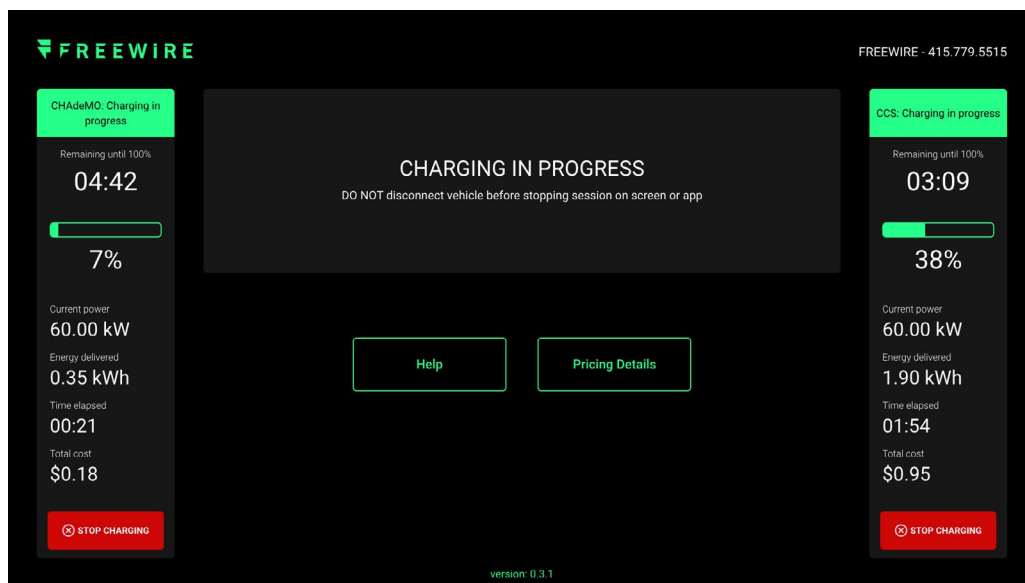 FREEWiRE
FREEWIRE - 415.779.5515
CHAdeMO: Charging in
progress
Remaining until 100%
04:42
7%
Current power
60.00 kW
Energy delivered
0.35 kWh
Time elapsed
00:21
Total cost
$0.18
STOP CHARGING
CHARGING IN PROGRESS
DO NOT disconnect vehicle before stopping session on screen or app
Help
Pricing Details
CCS: Charging in progress
Remaining until 100%
03:09
38%
Current power
60.00 kW
Energy delivered
1.90 kWh
Time elapsed
01:54
Total cost
$0.95
STOP CHARGING
version: 0.3.1